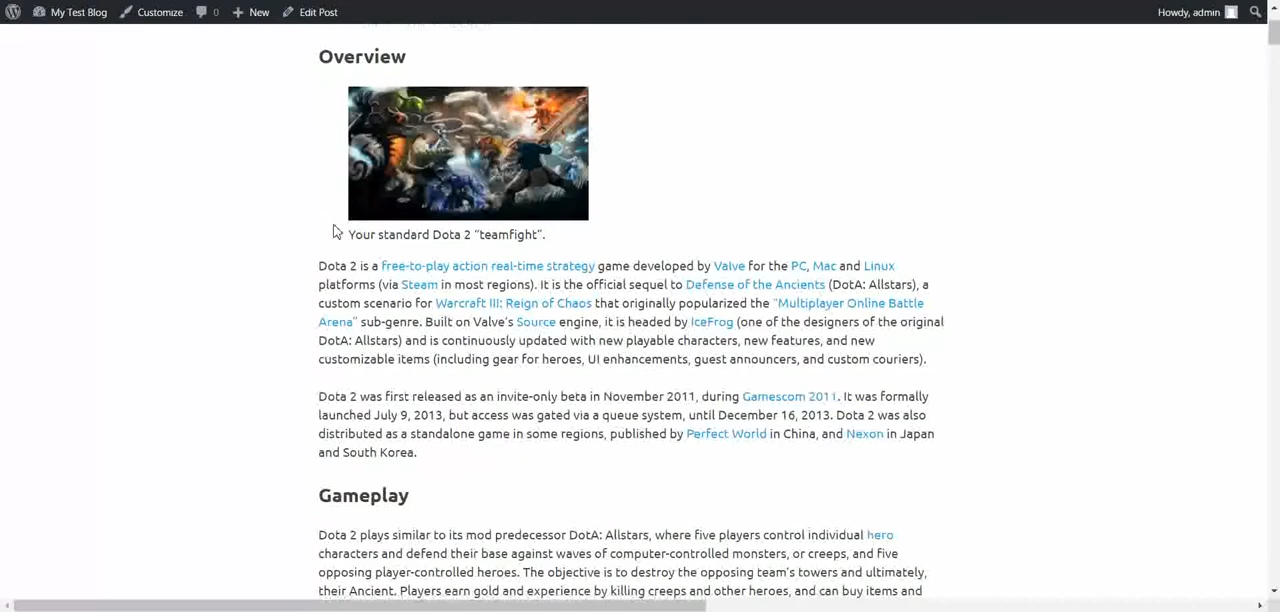 My Test Blog Customize 0 New Edit Post Howdy, admin
Overview
Your standard Dota 2 “teamfight”.
Dota 2 is a free-to-play action real-time strategy game developed by Valve for the PC, Mac and Linux
platforms (via Steam in most regions). It is the official sequel to Defense of the Ancients (DotA: Allstars), a
custom scenario for Warcraft III: Reign of Chaos that originally popularized the “Multiplayer Online Battle
Arena” sub-genre. Built on Valve’s Source engine, it is headed by IceFrog (one of the designers of the original
DotA: Allstars) and is continuously updated with new playable characters, new features, and new
customizable items (including gear for heroes, UI enhancements, guest announcers, and custom couriers).
Dota 2 was first released as an invite-only beta in November 2011, during Gamescom 2011. It was formally
launched July 9, 2013, but access was gated via a queue system, until December 16, 2013. Dota 2 was also
distributed as a standalone game in some regions, published by Perfect World in China, and Nexon in Japan
and South Korea.
Gameplay
Dota 2 plays similar to its mod predecessor DotA: Allstars, where five players control individual hero
characters and defend their base against waves of computer-controlled monsters, or creeps, and five
opposing player-controlled heroes. The objective is to destroy the opposing team’s towers and ultimately,
their Ancient. Players earn gold and experience by killing creeps and other heroes, and can buy items and